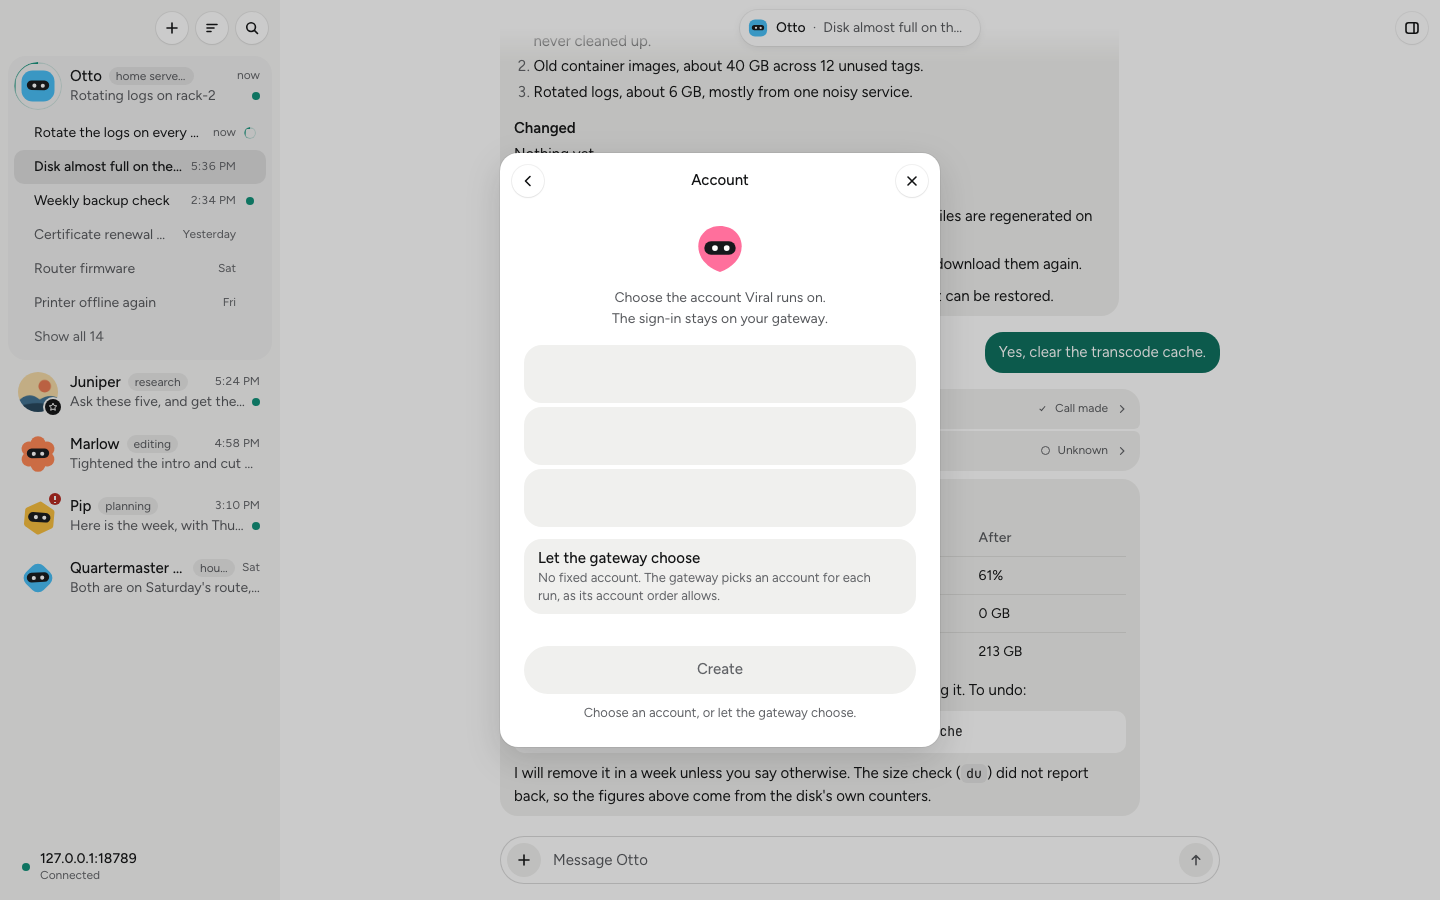 Otto
home serve...
now
Rotating logs on rack-2
Rotate the logs on every ...
now
Disk almost full on the...
5:36 PM
Weekly backup check
2:34 PM
Certificate renewal ...
Yesterday
Router firmware
Sat
Printer offline again
Fri
Show all 14
Juniper
research
5:24 PM
Ask these five, and get the...
Marlow
editing
4:58 PM
Tightened the intro and cut ...
Pip
planning
3:10 PM
Here is the week, with Thu...
Quartermaster ...
hou...
Sat
Both are on Saturday's route,...
127.0.0.1:18789
Connected
Otto · Disk almost full on th...
never cleaned up.
2. Old container images, about 40 GB across 12 unused tags.
3. Rotated logs, about 6 GB, mostly from one noisy service.
Changed
Nothing yet
iles are regenerated on
download them again.
t can be restored.
Yes, clear the transcode cache.
Call made
Unknown
After
61%
0 GB
213 GB
g it. To undo:
che
I will remove it in a week unless you say otherwise. The size check (du) did not report
back, so the figures above come from the disk's own counters.
Message Otto
Account
Choose the account Viral runs on.
The sign-in stays on your gateway.
Let the gateway choose
No fixed account. The gateway picks an account for each
run, as its account order allows.
Create
Choose an account, or let the gateway choose.